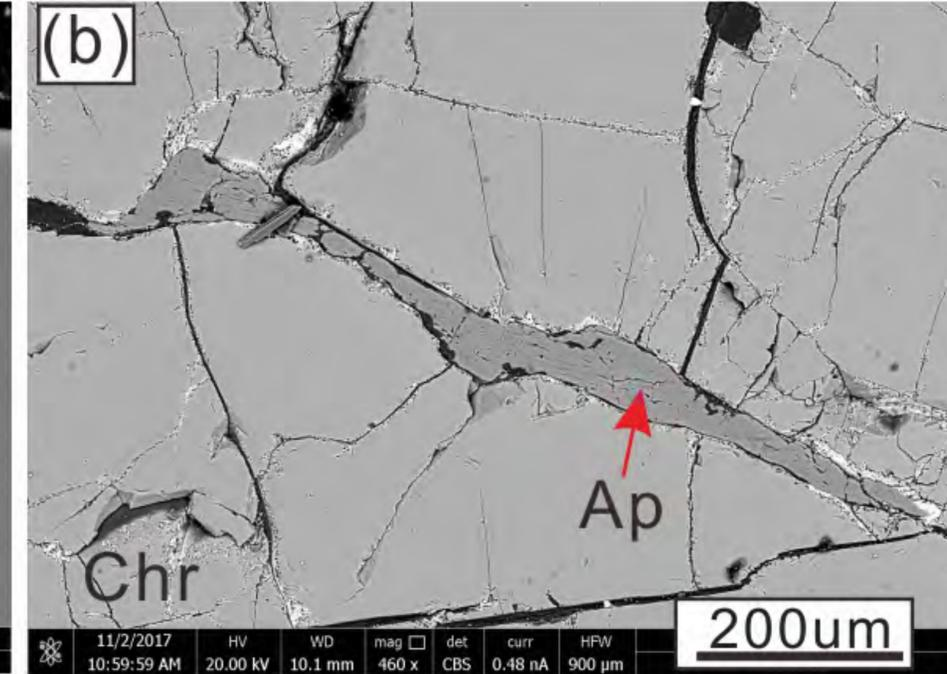 (b)
Ap
Chr
200um
11/2/2017 HV WD mag det curr HFW
10:59:59 AM 20.00 kV 10.1 mm 460 x CBS 0.48 nA 900 µm